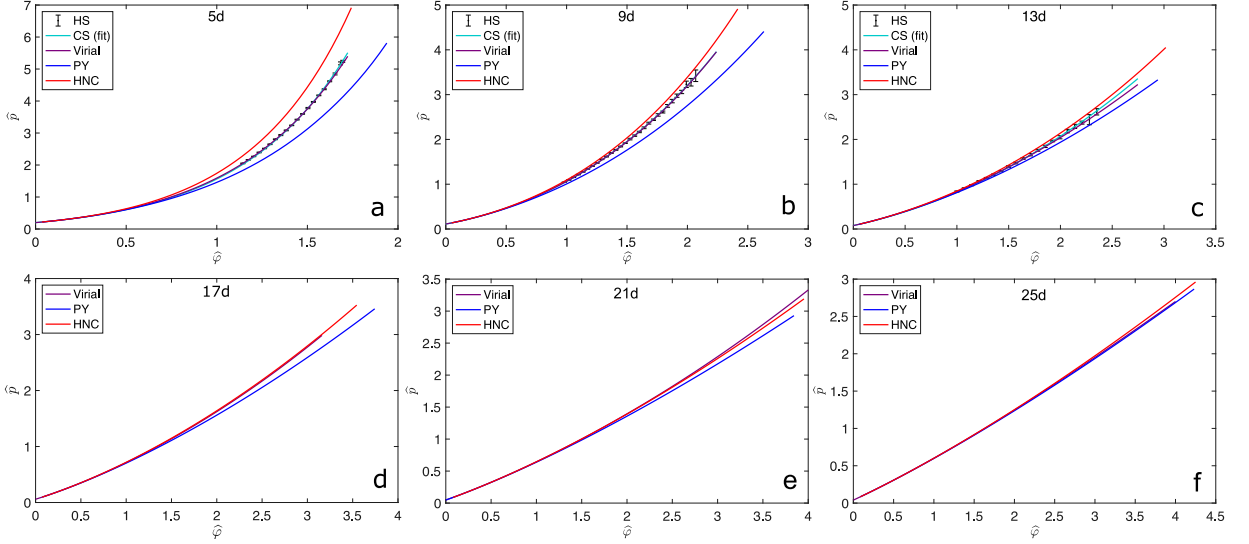 5d
HS
CS (fit)
Virial
PY
HNC
7
6
5
4
3
2
1
0
p̂
0 0.5 1 1.5 2
φ̂
a
9d
HS
CS (fit)
Virial
PY
HNC
5
4
3
2
1
0
p̂
0 0.5 1 1.5 2 2.5 3
φ̂
b
13d
HS
CS (fit)
Virial
PY
HNC
5
4
3
2
1
0
p̂
0 0.5 1 1.5 2 2.5 3 3.5
φ̂
c
17d
Virial
PY
HNC
4
3
2
1
0
p̂
0 0.5 1 1.5 2 2.5 3 3.5 4
φ̂
d
21d
Virial
PY
HNC
3.5
3
2.5
2
1.5
1
0.5
0
p̂
0 0.5 1 1.5 2 2.5 3 3.5 4
φ̂
e
25d
Virial
PY
HNC
3
2.5
2
1.5
1
0.5
0
p̂
0 0.5 1 1.5 2 2.5 3 3.5 4 4.5
φ̂
f